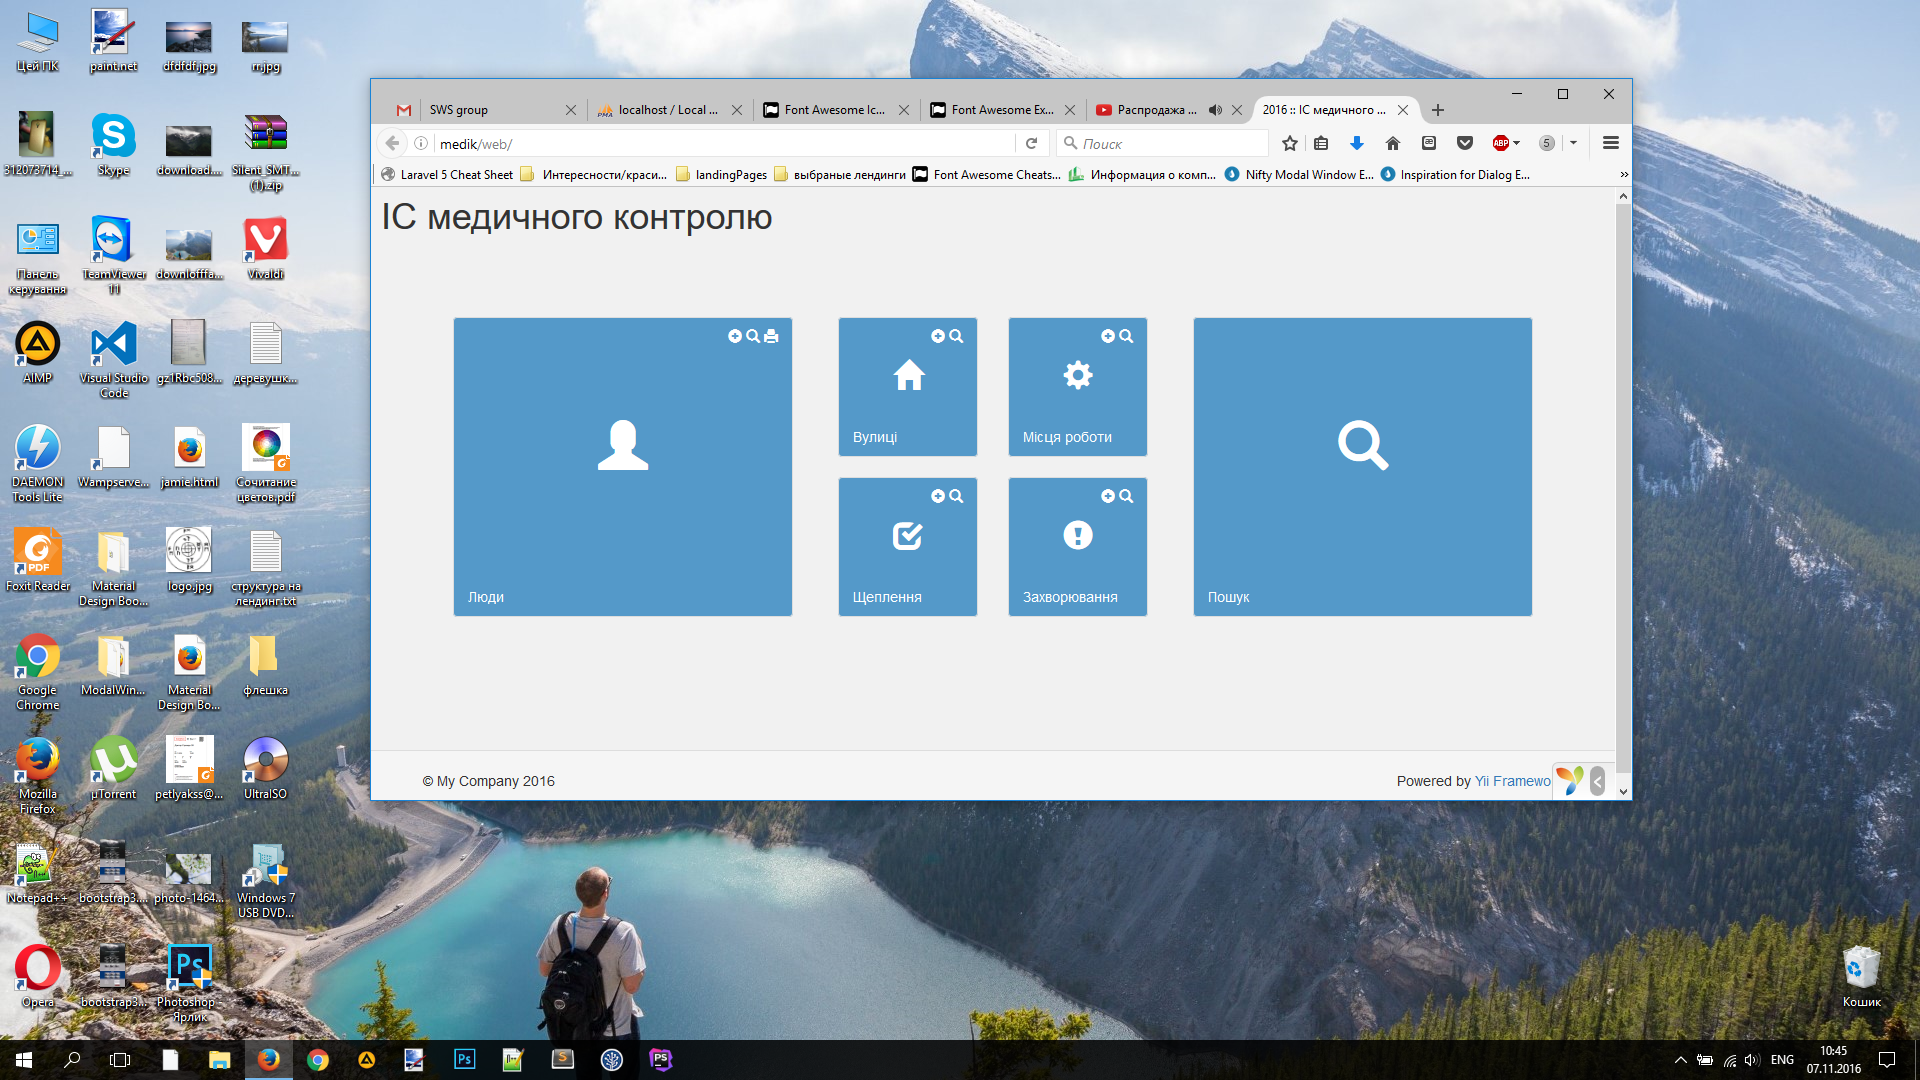 Цей ПК
paint.net
dfdfdf.jpg
rr.jpg
312073714_...
Skype
download....
Silent_SMT...
(1).zip
Панель
керування
TeamViewer
11
downlofffa...
Vivaldi
AIMP
Visual Studio
Code
gz1Rbc508...
деревушк...
DAEMON
Tools Lite
Wampserve...
jamie.html
Сочитание
цветов.pdf
Foxit Reader
Material
Design Boo...
logo.jpg
структура на
лендинг.txt
Google
Chrome
ModalWin...
Material
Design Bo...
флешка
Mozilla
Firefox
µTorrent
petlyakss@...
UltraISO
Notepad++
bootstrap3....
photo-1464...
Windows 7
USB DVD...
Opera
bootstrap3...
Photoshop -
Ярлик
SWS group
localhost / Local ...
Font Awesome Ic...
Font Awesome Ex...
Распродажа ...
2016 :: ІС медичного ...
medik/web/
Поиск
ABP
5
Laravel 5 Cheat Sheet
Интересности/краси...
landingPages
выбраные лендинги
Font Awesome Cheats...
Информация о комп...
Nifty Modal Window E...
Inspiration for Dialog E...
ІС медичного контролю
Люди
Вулиці
Місця роботи
Щеплення
Захворювання
Пошук
© My Company 2016
Powered by Yii Framewo
Кошик
ENG
10:45
07.11.2016